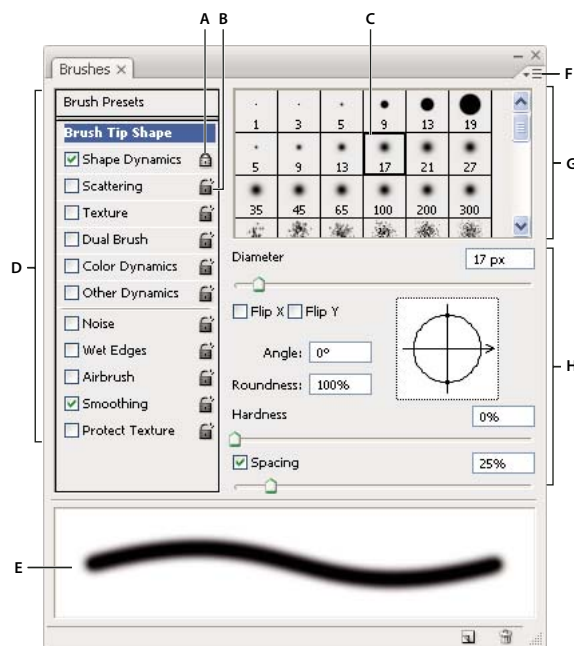 A B C
Brushes
F
Brush Presets
Brush Tip Shape
Shape Dynamics
Scattering
Texture
Dual Brush
Color Dynamics
Other Dynamics
Noise
Wet Edges
Airbrush
Smoothing
Protect Texture
D
1 3 5 9 13 19
5 9 13 17 21 27
35 45 65 100 200 300
G
Diameter 17 px
Flip X Flip Y
Angle: 0°
Roundness: 100%
Hardness 0%
Spacing 25%
H
E